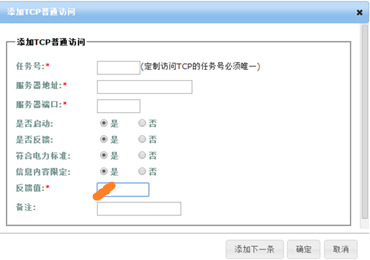 添加TCP普通访问
添加TCP普通访问
任务号:* (定制访问TCP的任务号必须唯一)
服务器地址:*
服务器端口:*
是否启动: 是 否
是否反馈: 是 否
符合电力标准: 是 否
信息内容限定: 是 否
反馈值:*
备注:
添加下一条 确定 取消